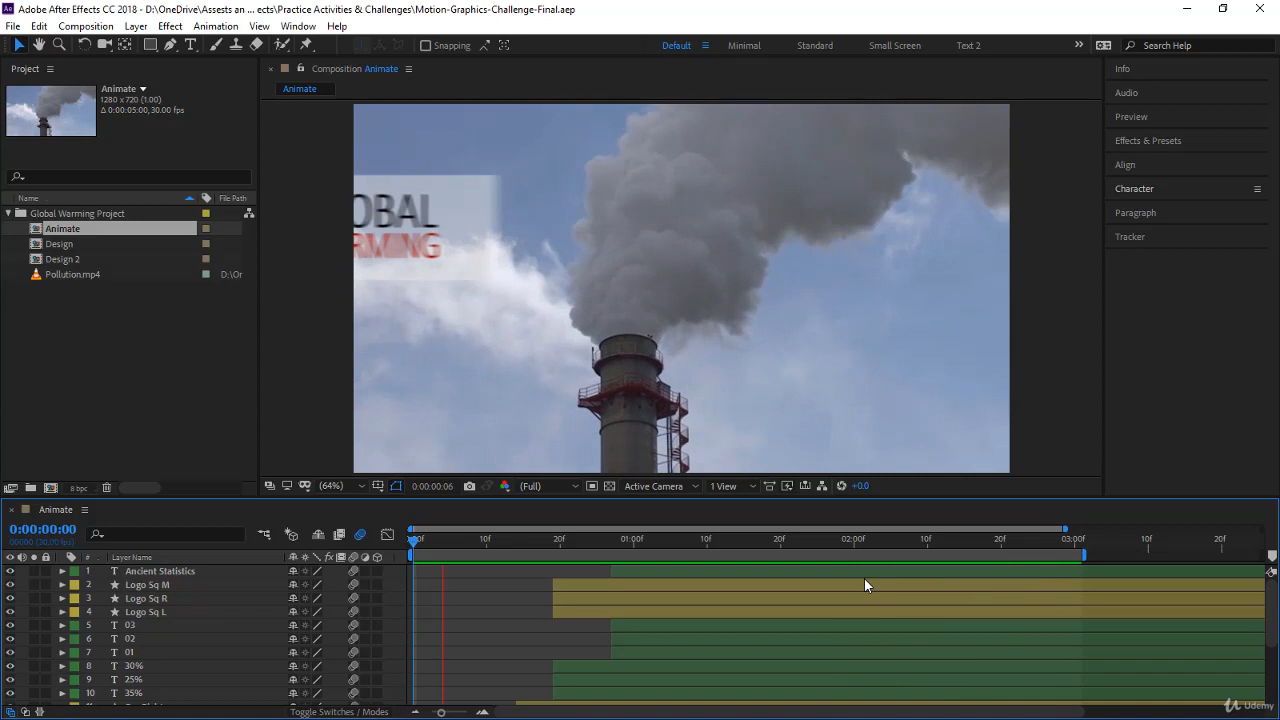 Adobe After Effects CC 2018 - D:\OneDrive\Assests an ... ects\Practice Activities & Challenges\Motion-Graphics-Challenge-Final.aep
File Edit Composition Layer Effect Animation View Window Help
Snapping Default Minimal Standard Small Screen Text 2 Search Help
Project
Composition Animate
Info
Animate
1280 x 720 (1.00)
Δ 0:00:05:00, 30.00 fps
Animate
Audio
Preview
Effects & Presets
Align
Character
Paragraph
Tracker
Name File Path
Global Warming Project
Animate
Design
Design 2
Pollution.mp4 D:\Or
OBAL
RMING
8 bpc
(64%) 0:00:00:06 (Full) Active Camera 1 View +0.0
Animate
0:00:00:00
00000 (30.00 fps)
:00f 10f 20f 01:00f 10f 20f 02:00f 10f 20f 03:00f 10f 20f
# Layer Name
1 T Ancient Statistics
2 Logo Sq M
3 Logo Sq R
4 Logo Sq L
5 T 03
6 T 02
7 T 01
8 T 30%
9 T 25%
10 T 35%
Toggle Switches / Modes
Udemy